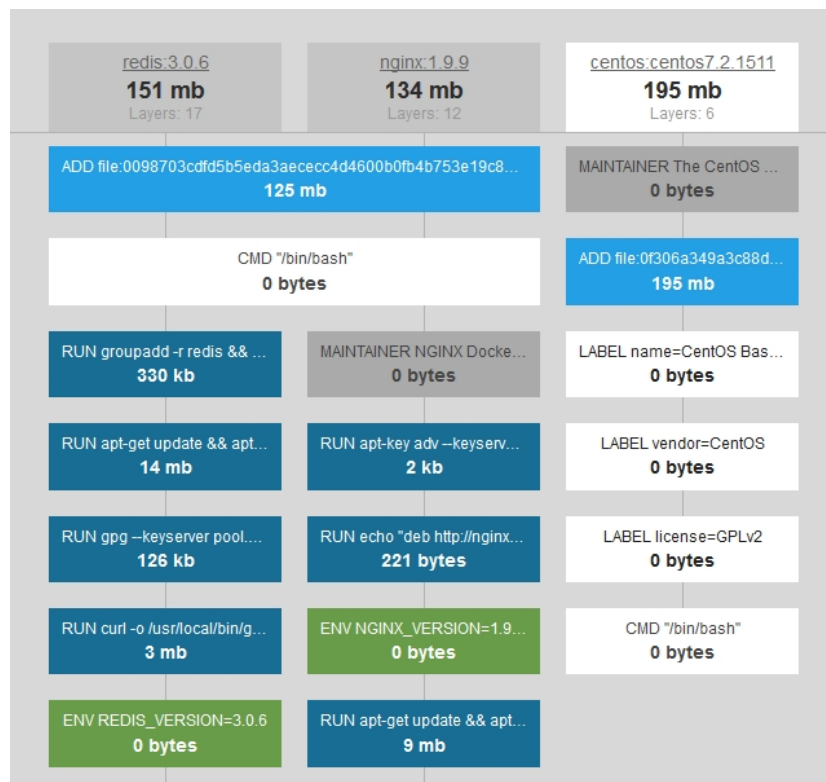 redis:3.0.6
151 mb
Layers: 17
nginx:1.9.9
134 mb
Layers: 12
centos:centos7.2.1511
195 mb
Layers: 6
ADD file:0098703cdfd5b5eda3aececc4d4600b0fb4b753e19c8...
125 mb
MAINTAINER The CentOS ...
0 bytes
CMD "/bin/bash"
0 bytes
ADD file:0f306a349a3c88d...
195 mb
RUN groupadd -r redis && ...
330 kb
MAINTAINER NGINX Docke...
0 bytes
LABEL name=CentOS Bas...
0 bytes
RUN apt-get update && apt...
14 mb
RUN apt-key adv --keyserv...
2 kb
LABEL vendor=CentOS
0 bytes
RUN gpg --keyserver pool....
126 kb
RUN echo "deb http://nginx...
221 bytes
LABEL license=GPLv2
0 bytes
RUN curl -o /usr/local/bin/g...
3 mb
ENV NGINX_VERSION=1.9...
0 bytes
CMD "/bin/bash"
0 bytes
ENV REDIS_VERSION=3.0.6
0 bytes
RUN apt-get update && apt...
9 mb